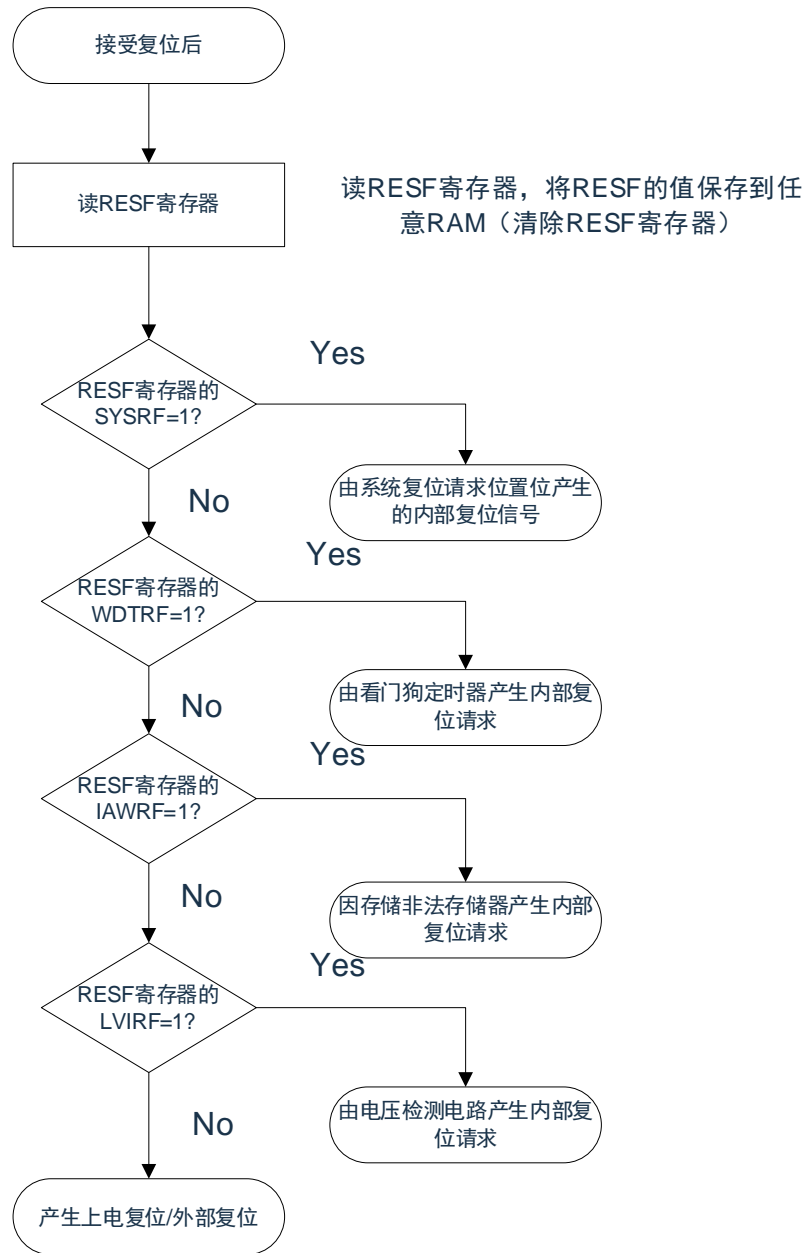 接受复位后
读RESF寄存器
读RESF寄存器，将RESF的值保存到任
意RAM（清除RESF寄存器）
Yes
RESF寄存器的
SYSRF=1?
No
由系统复位请求位置位产生
的内部复位信号
Yes
RESF寄存器的
WDTRF=1?
No
由看门狗定时器产生内部复
位请求
Yes
RESF寄存器的
IAWRF=1?
No
因存储非法存储器产生内部
复位请求
Yes
RESF寄存器的
LVIRF=1?
No
由电压检测电路产生内部复
位请求
产生上电复位/外部复位